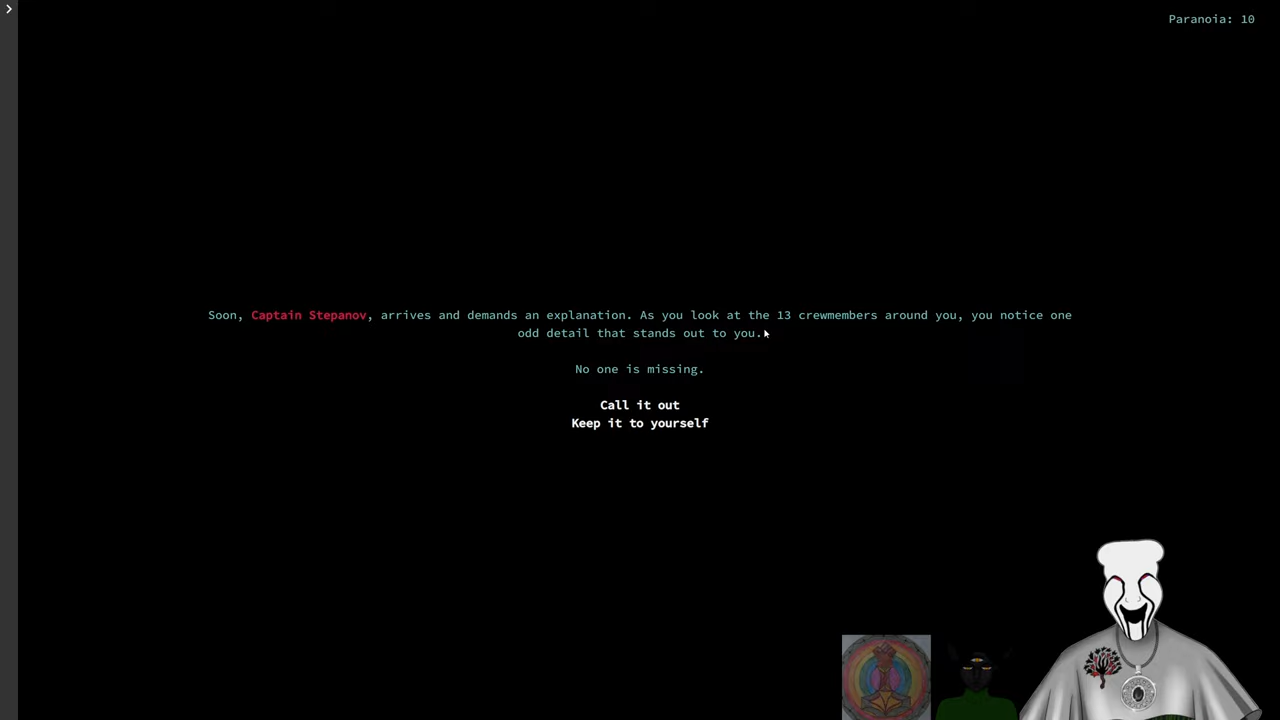 Paranoia: 10
Soon, Captain Stepanov, arrives and demands an explanation. As you look at the 13 crewmembers around you, you notice one
odd detail that stands out to you.
No one is missing.
Call it out
Keep it to yourself